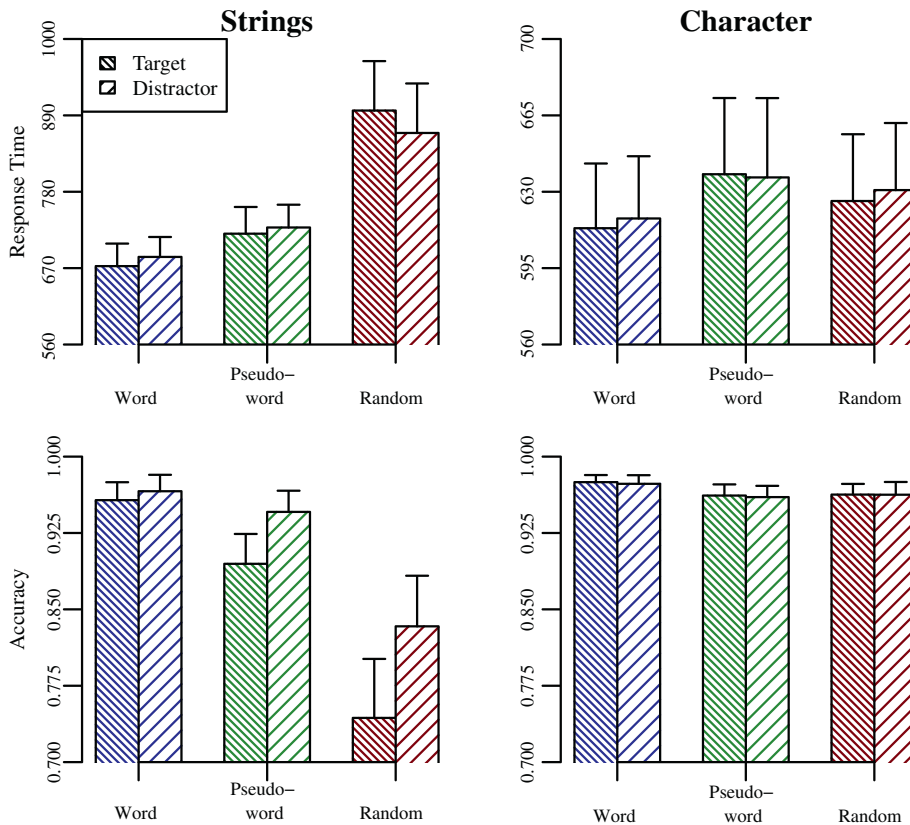 Strings
Character
Target
Distractor
Response Time
1000
890
780
670
560
Word
Pseudo−
word
Random
700
665
630
595
560
Word
Pseudo−
word
Random
Accuracy
1.000
0.925
0.850
0.775
0.700
Word
Pseudo−
word
Random
1.000
0.925
0.850
0.775
0.700
Word
Pseudo−
word
Random